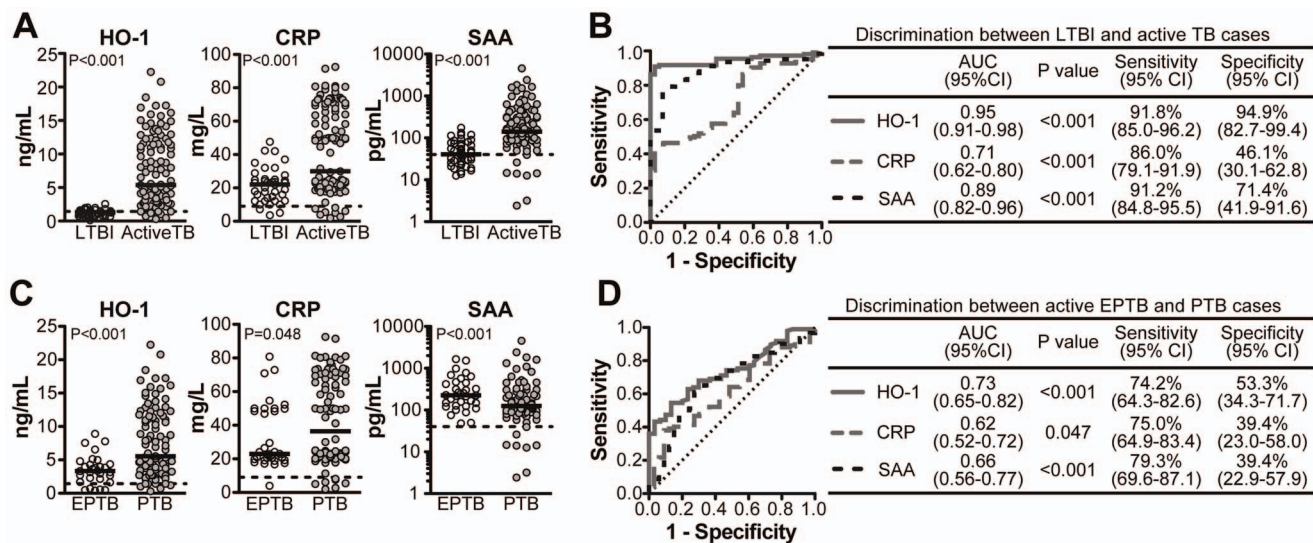 A
HO-1
CRP
SAA
P<0.001
P<0.001
P<0.001
ng/mL
25
20
15
10
5
0
mg/L
100
80
60
40
20
0
pg/mL
10000
1000
100
10
1
LTBI ActiveTB
LTBI ActiveTB
LTBI ActiveTB
B
Sensitivity
1.0
0.8
0.6
0.4
0.2
0.0
0.0 0.2 0.4 0.6 0.8 1.0
1 - Specificity
Discrimination between LTBI and active TB cases
AUC P value Sensitivity Specificity
(95%CI) (95% CI) (95% CI)
HO-1 0.95 <0.001 91.8% 94.9%
(0.91-0.98) (85.0-96.2) (82.7-99.4)
CRP 0.71 <0.001 86.0% 46.1%
(0.62-0.80) (79.1-91.9) (30.1-62.8)
SAA 0.89 <0.001 91.2% 71.4%
(0.82-0.96) (84.8-95.5) (41.9-91.6)
C
HO-1
CRP
SAA
P<0.001
P=0.048
P<0.001
ng/mL
25
20
15
10
5
0
mg/L
100
80
60
40
20
0
pg/mL
10000
1000
100
10
1
EPTB PTB
EPTB PTB
EPTB PTB
D
Sensitivity
1.0
0.8
0.6
0.4
0.2
0.0
0.0 0.2 0.4 0.6 0.8 1.0
1 - Specificity
Discrimination between active EPTB and PTB cases
AUC P value Sensitivity Specificity
(95%CI) (95% CI) (95% CI)
HO-1 0.73 <0.001 74.2% 53.3%
(0.65-0.82) (64.3-82.6) (34.3-71.7)
CRP 0.62 0.047 75.0% 39.4%
(0.52-0.72) (64.9-83.4) (23.0-58.0)
SAA 0.66 <0.001 79.3% 39.4%
(0.56-0.77) (69.6-87.1) (22.9-57.9)